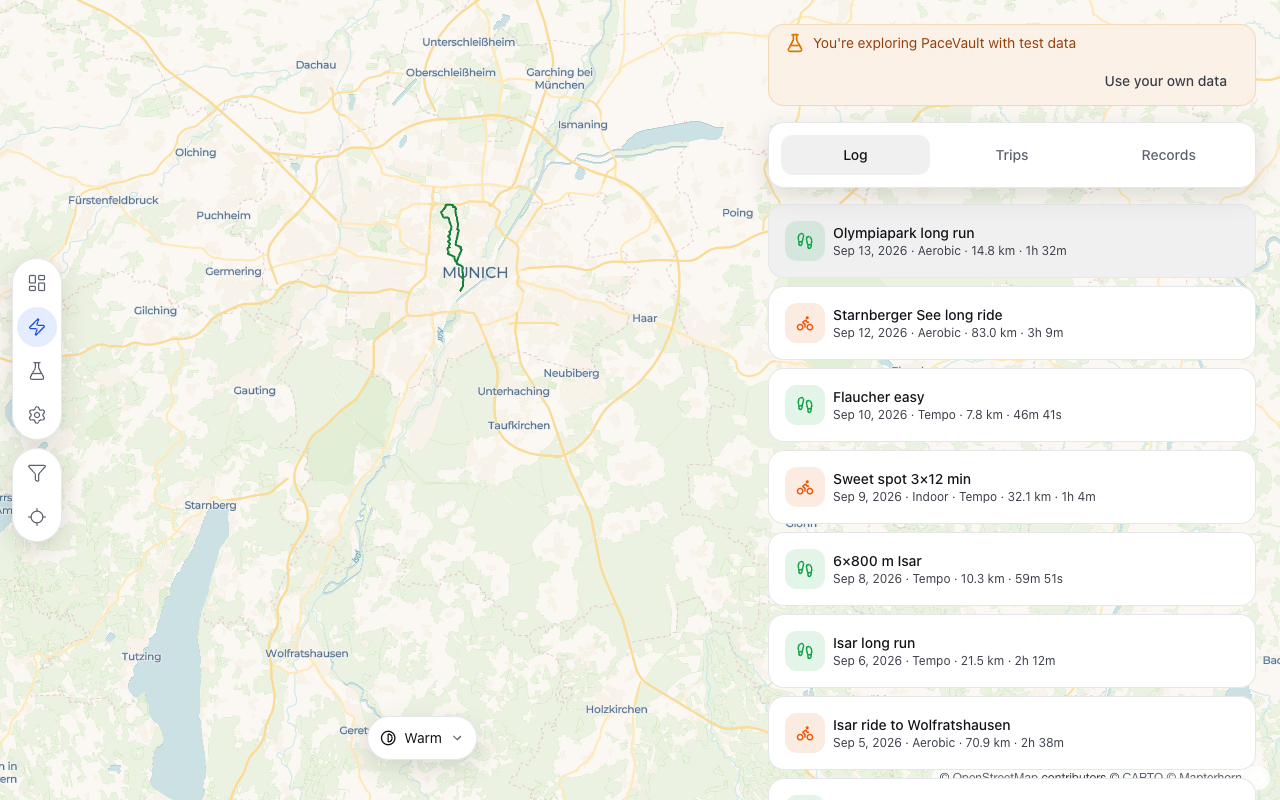 Unterschleißheim
Dachau
Oberschleißheim
Garching bei
München
Ismaning
Olching
Fürstenfeldbruck
Puchheim
Poing
MUNICH
Germering
Gilching
Haar
Isar
Neubiberg
Gauting
Unterhaching
Taufkirchen
Starnberg
Isar
Tutzing
Wolfratshausen
Holzkirchen
Warm
You're exploring PaceVault with test data
Use your own data
Log
Trips
Records
Olympiapark long run
Sep 13, 2026 · Aerobic · 14.8 km · 1h 32m
Starnberger See long ride
Sep 12, 2026 · Aerobic · 83.0 km · 3h 9m
Flaucher easy
Sep 10, 2026 · Tempo · 7.8 km · 46m 41s
Sweet spot 3×12 min
Sep 9, 2026 · Indoor · Tempo · 32.1 km · 1h 4m
6×800 m Isar
Sep 8, 2026 · Tempo · 10.3 km · 59m 51s
Isar long run
Sep 6, 2026 · Tempo · 21.5 km · 2h 12m
Isar ride to Wolfratshausen
Sep 5, 2026 · Aerobic · 70.9 km · 2h 38m
© OpenStreetMap contributors © CARTO © Mapterhorn